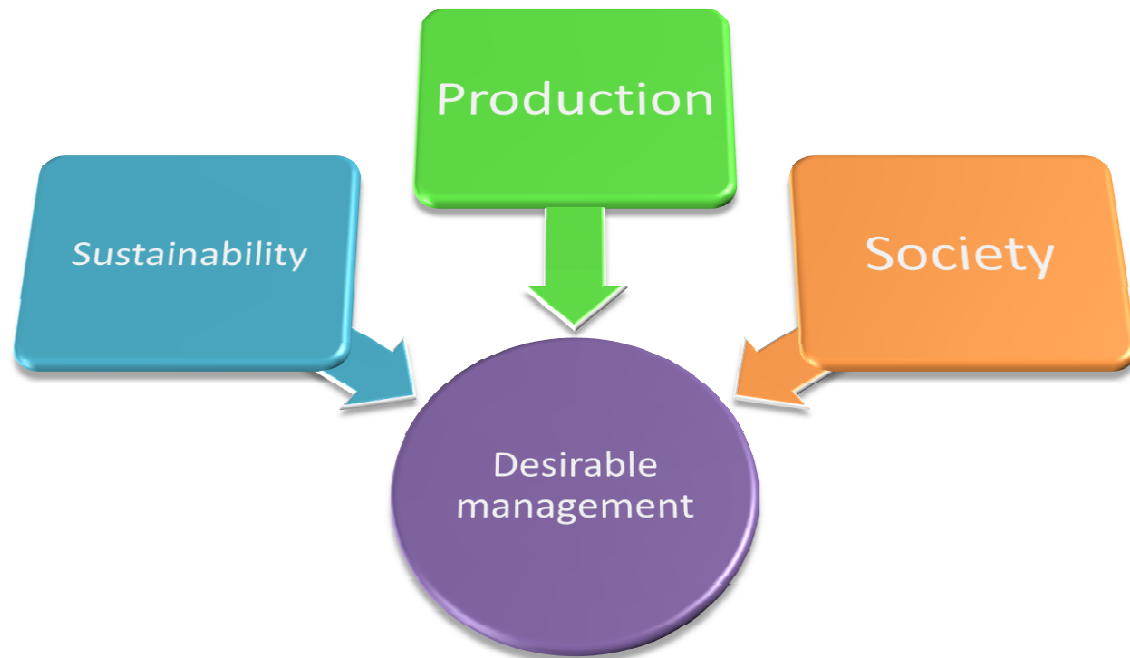 Production
Sustainability
Society
Desirable
management